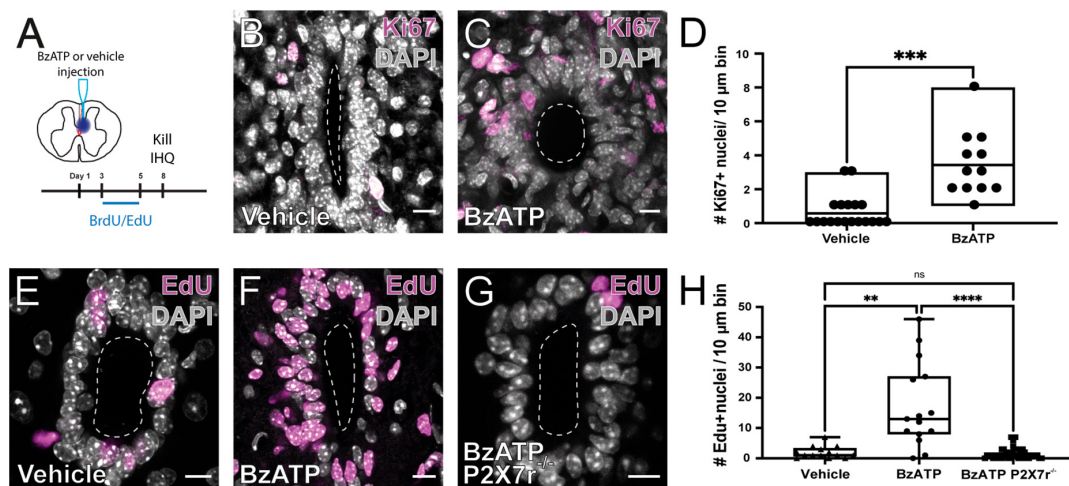 A
BzATP or vehicle
injection
Kill
IHQ
Day 1 3 5 8
BrdU/EdU
B
Ki67
DAPI
Vehicle
C
Ki67
DAPI
BzATP
D
***
# Ki67+ nuclei/ 10 μm bin
10
8
6
4
2
0
Vehicle BzATP
E
EdU
DAPI
Vehicle
F
EdU
DAPI
BzATP
G
EdU
DAPI
BzATP
P2X7r-/-
H
ns
** ****
# Edu+nuclei / 10 μm bin
50
40
30
20
10
0
Vehicle BzATP BzATP P2X7r-/-